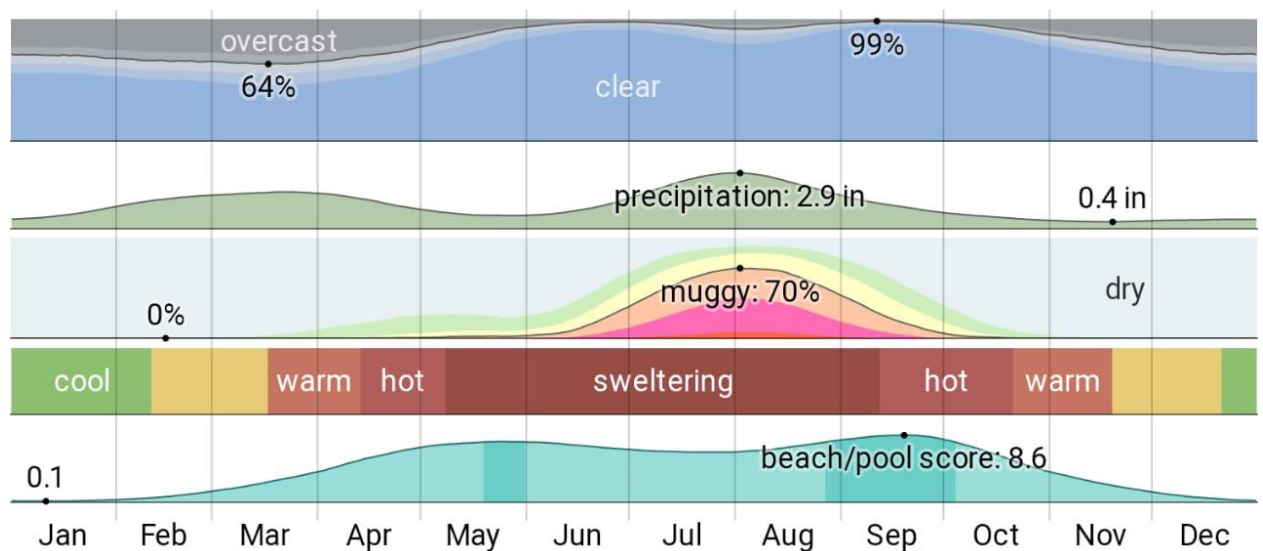 overcast
64%
99%
clear
precipitation: 2.9 in
0.4 in
0%
muggy: 70%
dry
cool warm hot sweltering hot warm
0.1
beach/pool score: 8.6
Jan Feb Mar Apr May Jun Jul Aug Sep Oct Nov Dec